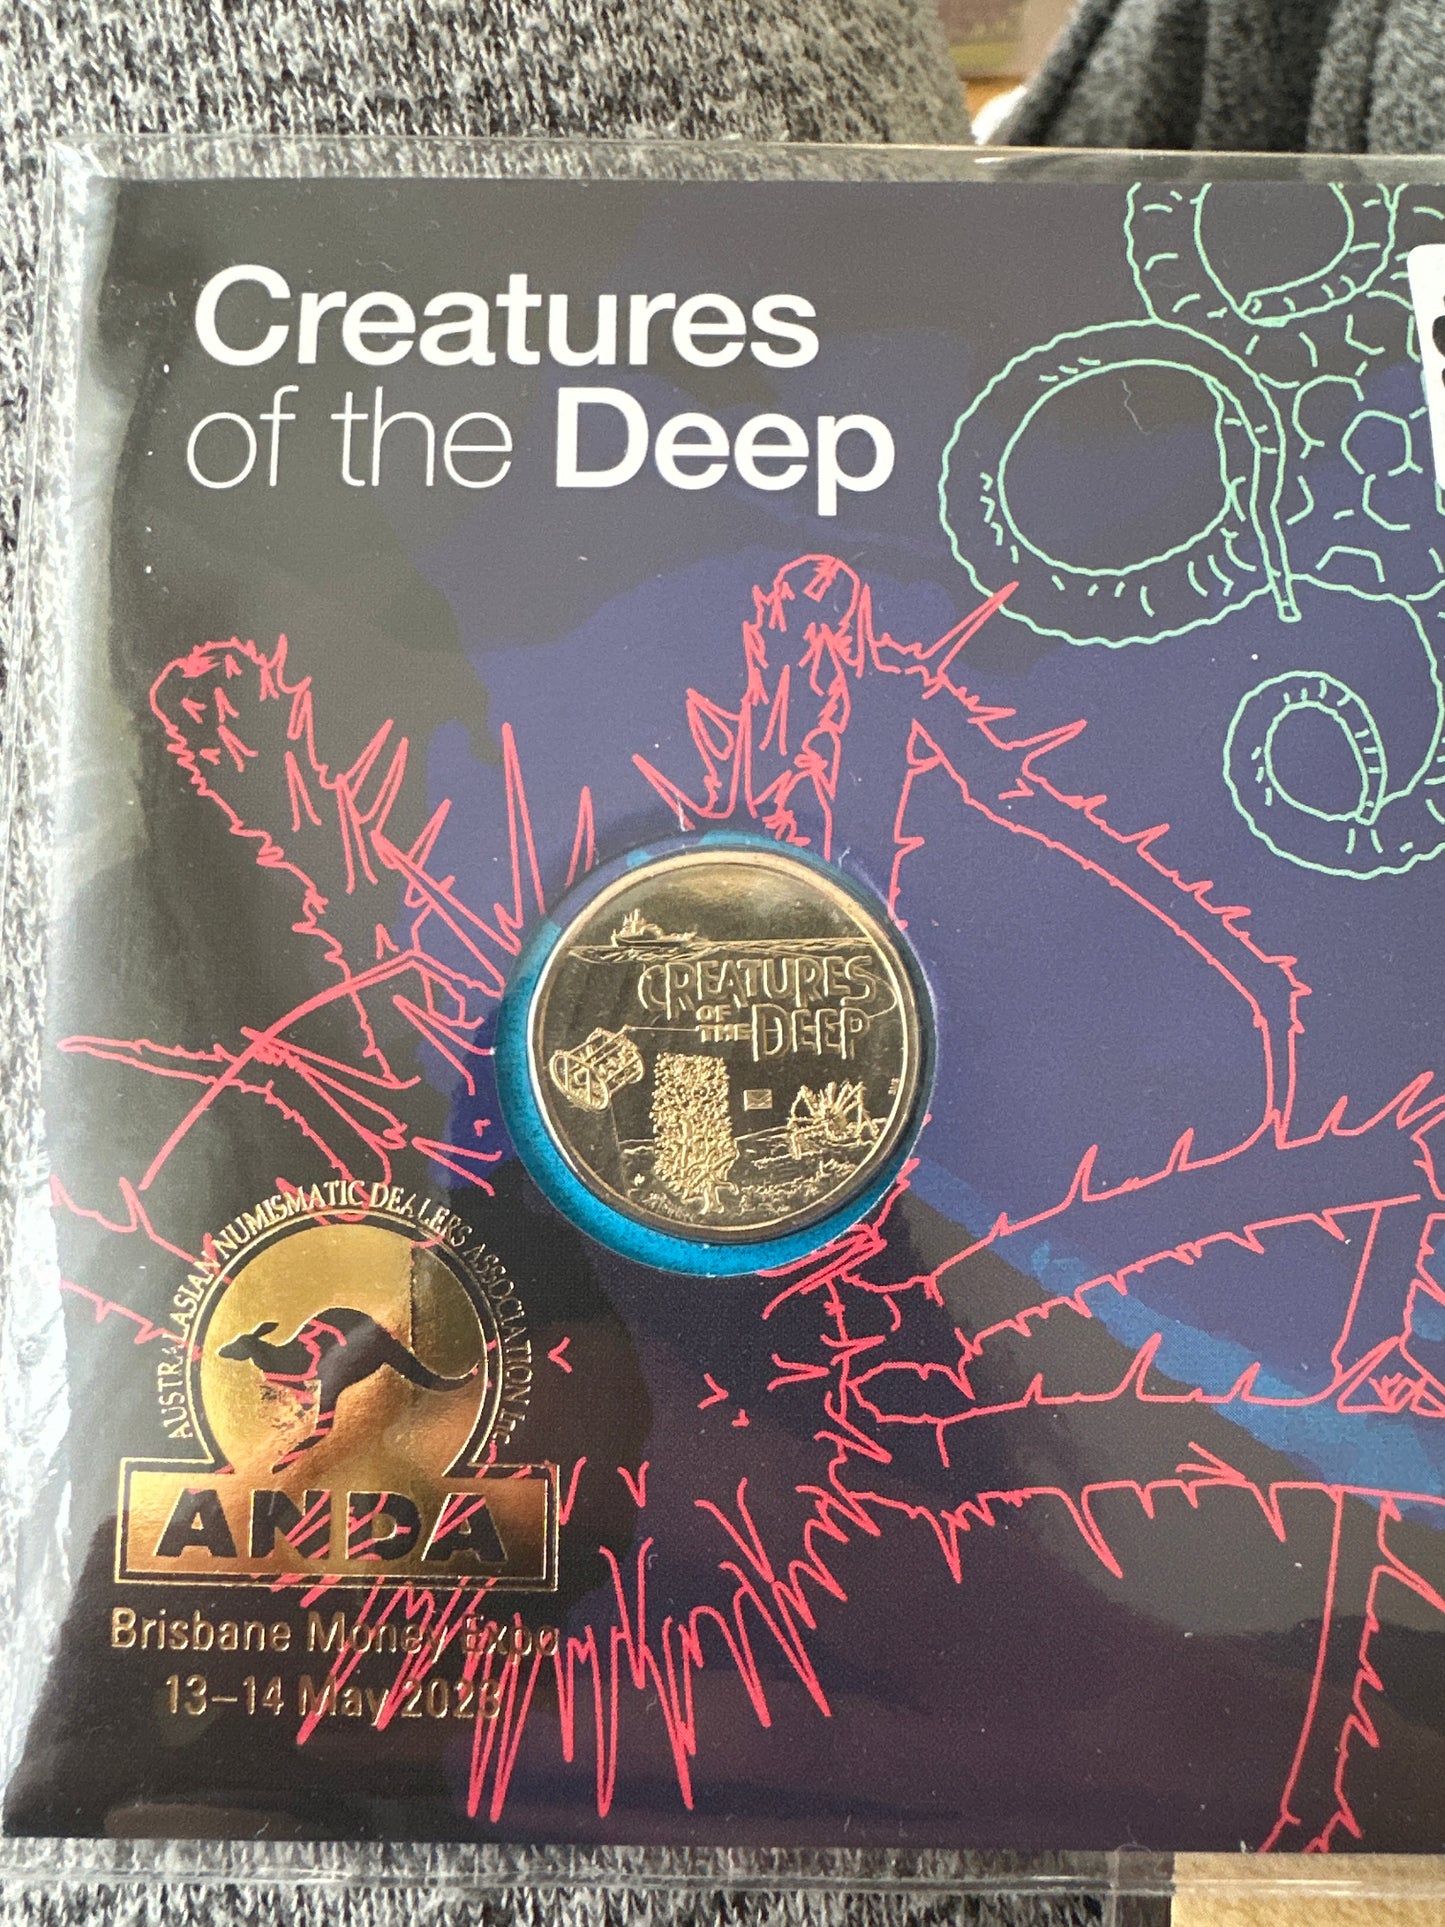 Creatures
of the Deep
CREATURES
OF
THE DEEP
AUSTRALASIAN NUMISMATIC DEALERS ASSOCIATION Inc
ANDA
Brisbane Money Expo
13–14 May 2023